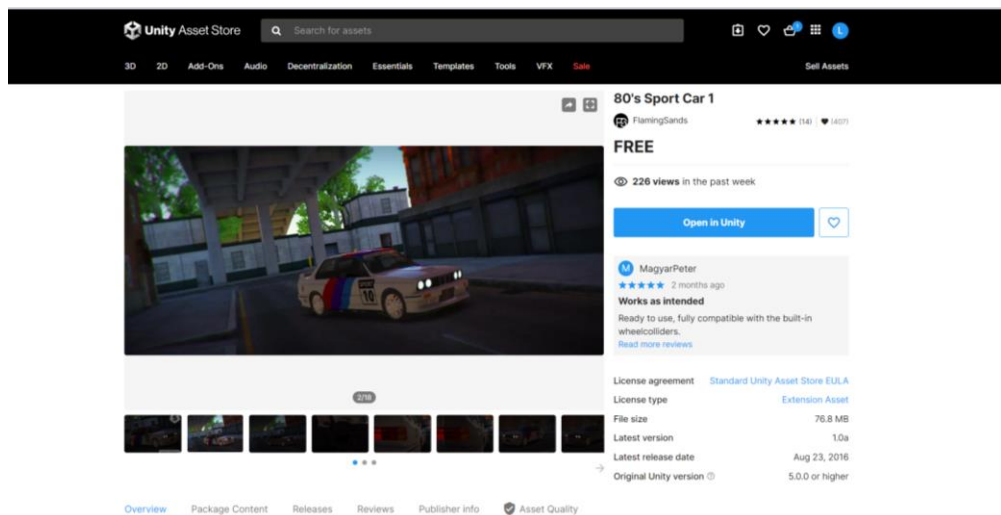 Unity Asset Store
Search for assets
1
L
3D 2D Add-Ons Audio Decentralization Essentials Templates Tools VFX Sale Sell Assets
80's Sport Car 1
FlamingSands ★★★★★ (14) | ♥ (407)
FREE
226 views in the past week
Open in Unity
M MagyarPeter
★★★★★ 2 months ago
Works as intended
Ready to use, fully compatible with the built-in
wheelcolliders.
Read more reviews
10
2/18
License agreement Standard Unity Asset Store EULA
License type Extension Asset
File size 76.8 MB
Latest version 1.0a
Latest release date Aug 23, 2016
Original Unity version 5.0.0 or higher
Overview Package Content Releases Reviews Publisher info Asset Quality